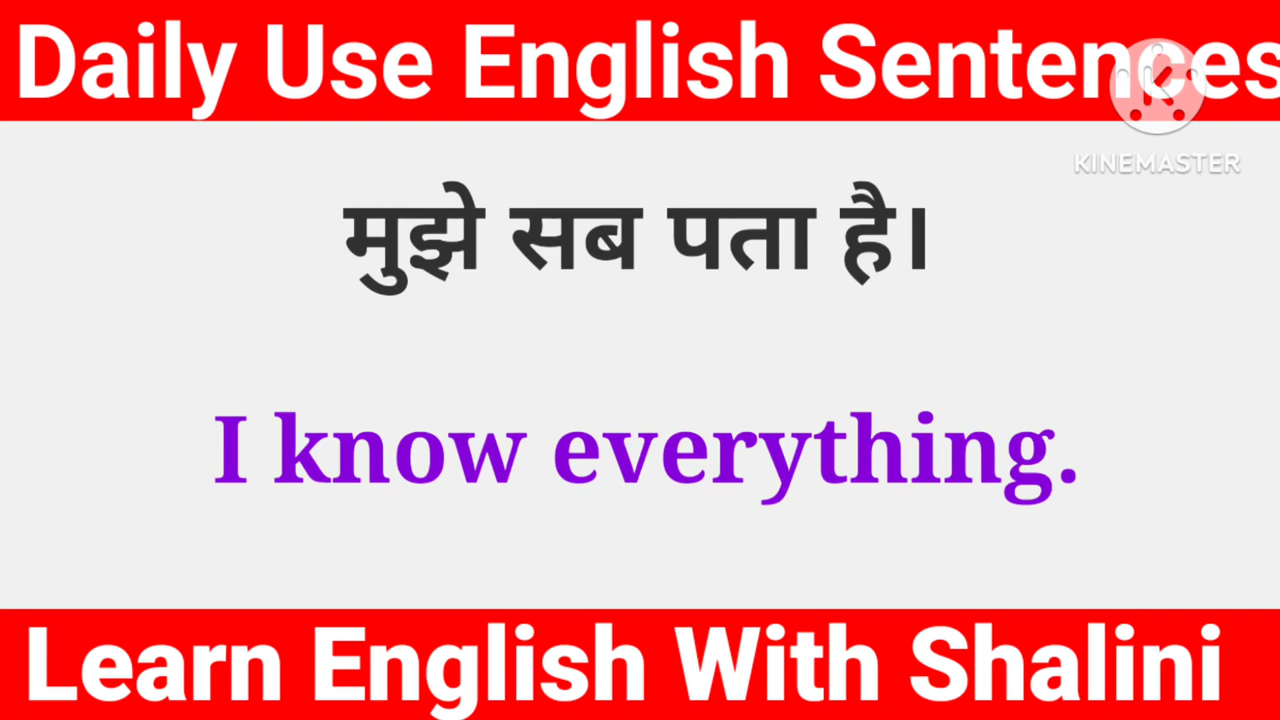 Daily Use English Sentences
KINEMASTER
मुझे सब पता है।
I know everything.
Learn English With Shalini